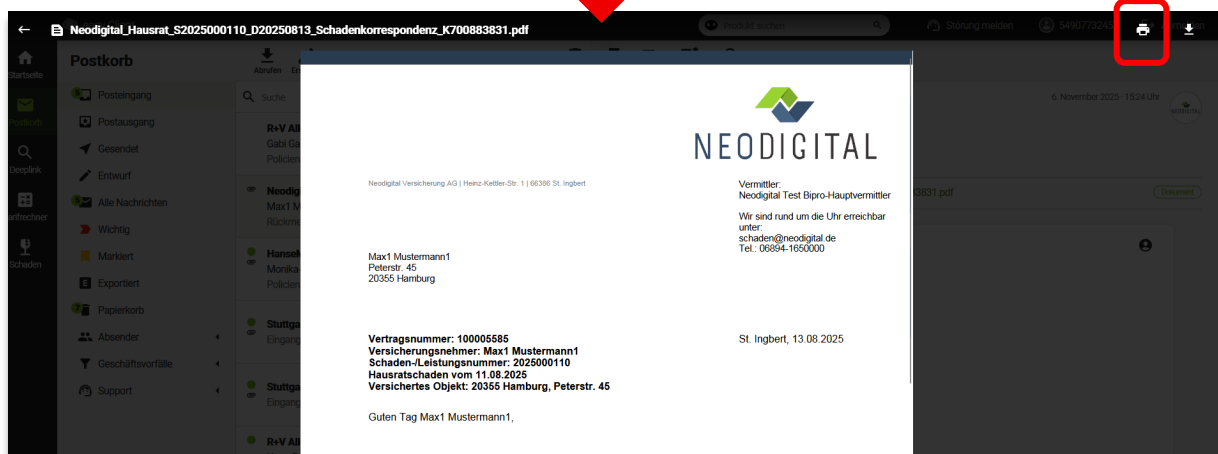 Neodigital_Hausrat_S2025000110_D20250813_Schadenkorrespondenz_K700883831.pdf
Produkt suchen
Störung melden
Startseite
Postkorb
Deeplink
Schaden
Postkorb
Posteingang
Postausgang
Gesendet
Entwurf
Alle Nachrichten
Wichtig
Markiert
Exportiert
Papierkorb
Absender
Geschäftsvorfälle
Support
Abrufen
Suche
6. November 2025 - 15:24 Uhr
Dokument
NEODIGITAL
Neodigital Versicherung AG | Heinz-Kettler-Str. 1 | 66386 St. Ingbert
Vermittler:
Neodigital Test Bipro-Hauptvermittler
Wir sind rund um die Uhr erreichbar
unter:
schaden@neodigital.de
Tel.: 06894-1650000
Max1 Mustermann1
Peterstr. 45
20355 Hamburg
Vertragsnummer: 100005585
Versicherungsnehmer: Max1 Mustermann1
Schaden-/Leistungsnummer: 2025000110
Hausratschaden vom 11.08.2025
Versichertes Objekt: 20355 Hamburg, Peterstr. 45
St. Ingbert, 13.08.2025
Guten Tag Max1 Mustermann1,